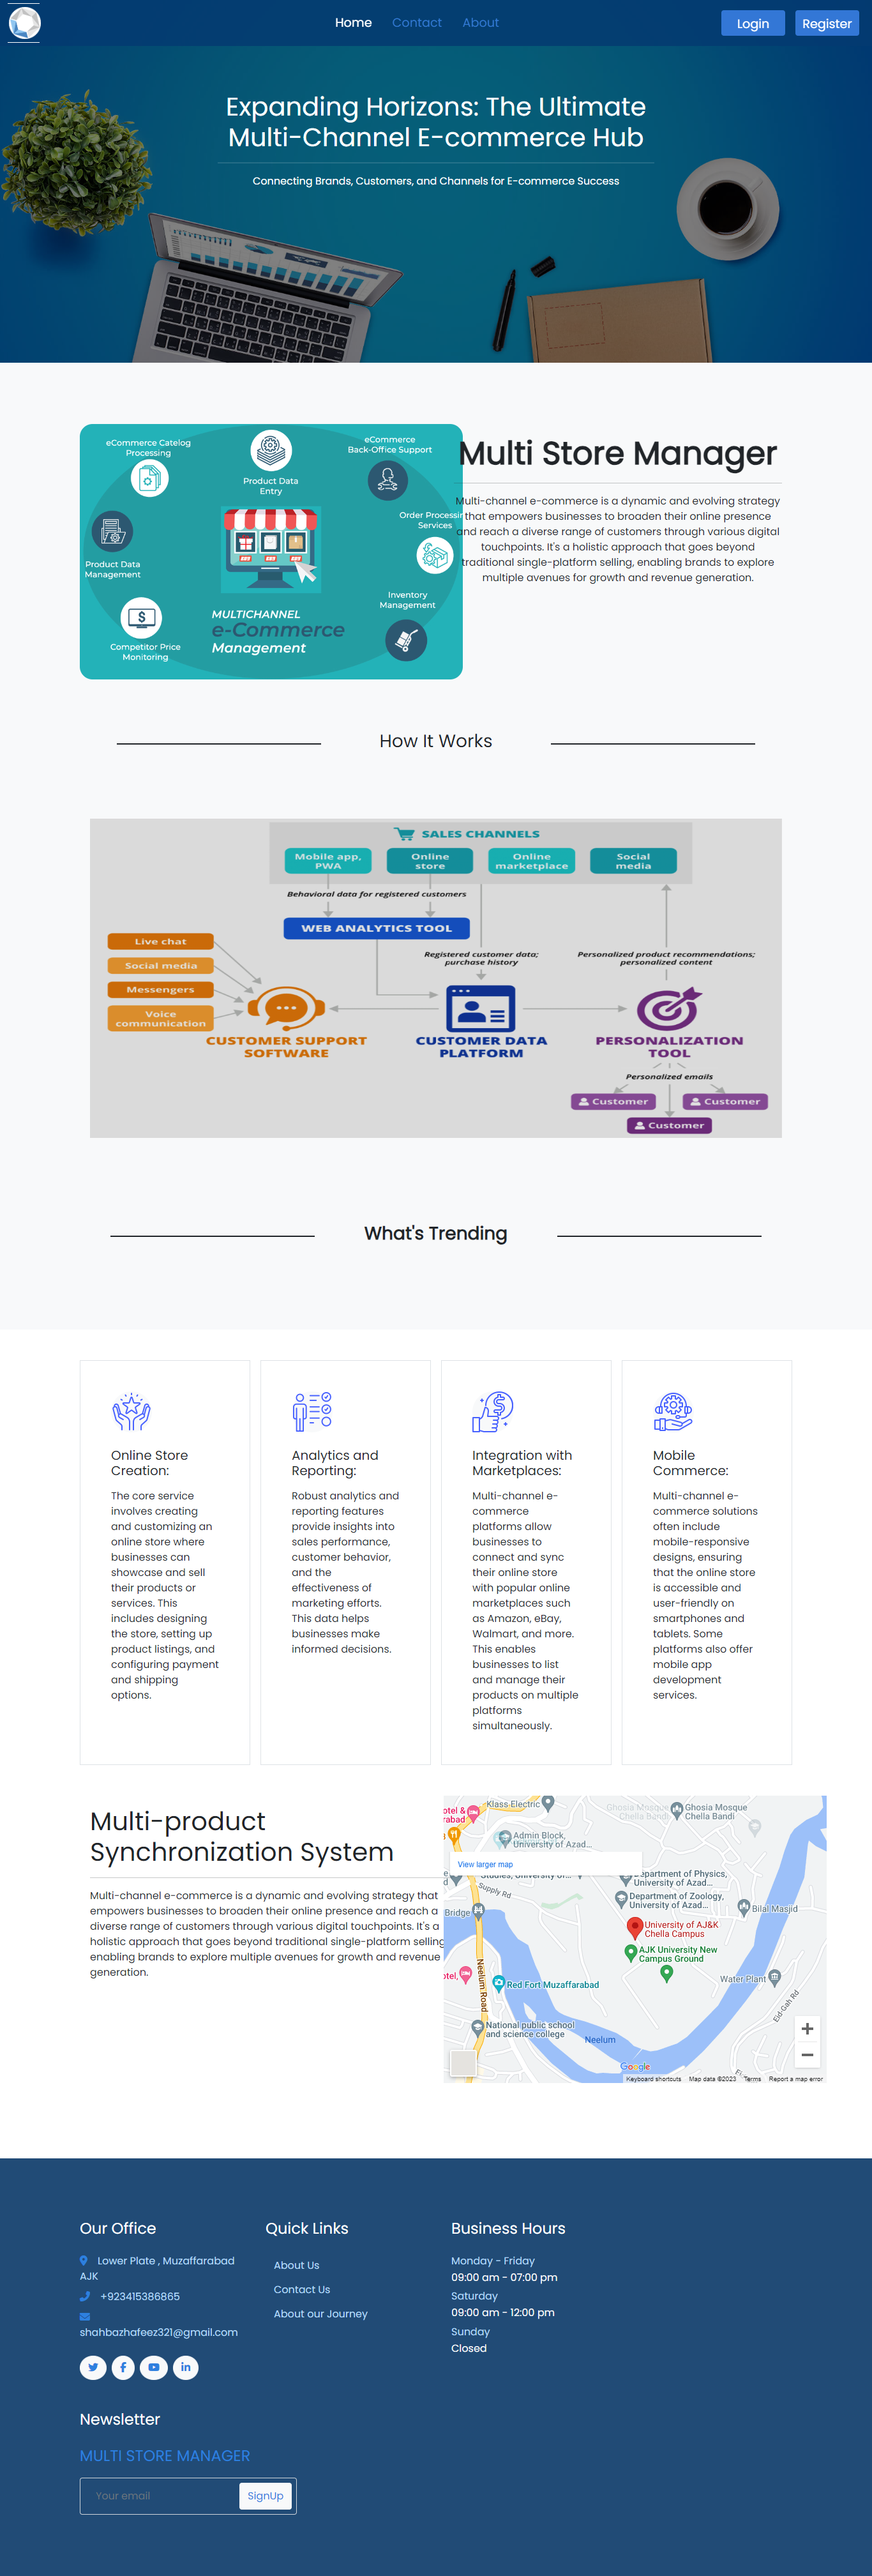 Home Contact About Login Register
Expanding Horizons: The Ultimate
Multi-Channel E-commerce Hub
Connecting Brands, Customers, and Channels for E-commerce Success
eCommerce Catelog
Processing
Product Data
Entry
eCommerce
Back-Office Support
Product Data
Management
Order Processin
Services
Inventory
Management
Competitor Price
Monitoring
MULTICHANNEL
e-Commerce
Management
Multi Store Manager
Multi-channel e-commerce is a dynamic and evolving strategy
that empowers businesses to broaden their online presence
and reach a diverse range of customers through various digital
touchpoints. It's a holistic approach that goes beyond
traditional single-platform selling, enabling brands to explore
multiple avenues for growth and revenue generation.
How It Works
SALES CHANNELS
Mobile app,
PWA
Online
store
Online
marketplace
Social
media
Behavioral data for registered customers
WEB ANALYTICS TOOL
Live chat
Social media
Messengers
Voice
communication
Registered customer data;
purchase history
Personalized product recommendations;
personalized content
CUSTOMER SUPPORT
SOFTWARE
CUSTOMER DATA
PLATFORM
PERSONALIZATION
TOOL
Personalized emails
Customer
Customer
Customer
What's Trending
Online Store
Creation:
The core service
involves creating
and customizing an
online store where
businesses can
showcase and sell
their products or
services. This
includes designing
the store, setting up
product listings, and
configuring payment
and shipping
options.
Analytics and
Reporting:
Robust analytics and
reporting features
provide insights into
sales performance,
customer behavior,
and the
effectiveness of
marketing efforts.
This data helps
businesses make
informed decisions.
Integration with
Marketplaces:
Multi-channel e-
commerce
platforms allow
businesses to
connect and sync
their online store
with popular online
marketplaces such
as Amazon, eBay,
Walmart, and more.
This enables
businesses to list
and manage their
products on multiple
platforms
simultaneously.
Mobile
Commerce:
Multi-channel e-
commerce solutions
often include
mobile-responsive
designs, ensuring
that the online store
is accessible and
user-friendly on
smartphones and
tablets. Some
platforms also offer
mobile app
development
services.
Multi-product
Synchronization System
Multi-channel e-commerce is a dynamic and evolving strategy that
empowers businesses to broaden their online presence and reach a
diverse range of customers through various digital touchpoints. It's a
holistic approach that goes beyond traditional single-platform selling,
enabling brands to explore multiple avenues for growth and revenue
generation.
Klass Electric
Ghosia Mosque
Chella Bandi
Ghosia Mosque
Chella Bandi
otel &
rabad
Admin Block,
University of Azad...
View larger map
Studies, University of...
Department of Physics,
University of Azad...
Supply Rd
Department of Zoology,
University of Azad...
Bridge
Bilal Masjid
University of AJ&K
Chella Campus
AJK University New
Campus Ground
otel,
Neelum Road
Red Fort Muzaffarabad
Water Plant
Eid-Gah Rd
National public school
and science college
Neelum
Google
Keyboard shortcuts Map data ©2023 Terms Report a map error
Our Office
Lower Plate , Muzaffarabad
AJK
+923415386865
shahbazhafeez321@gmail.com
Quick Links
About Us
Contact Us
About our Journey
Business Hours
Monday - Friday
09:00 am - 07:00 pm
Saturday
09:00 am - 12:00 pm
Sunday
Closed
Newsletter
MULTI STORE MANAGER
Your email SignUp